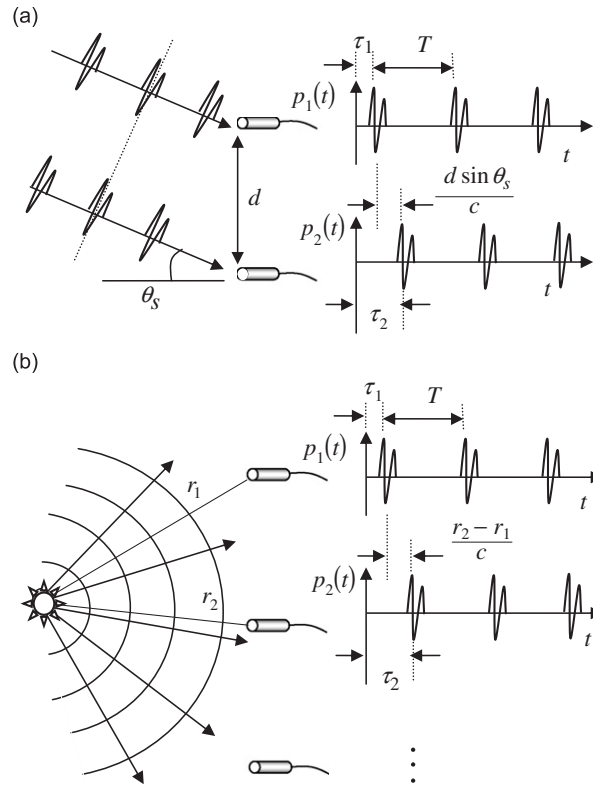 (a)
τ₁ T
p₁(t)
t
d
d sin θₛ
c
p₂(t)
t
θₛ
τ₂
(b)
τ₁ T
p₁(t)
r₁
t
r₂ – r₁
c
p₂(t)
r₂
t
τ₂